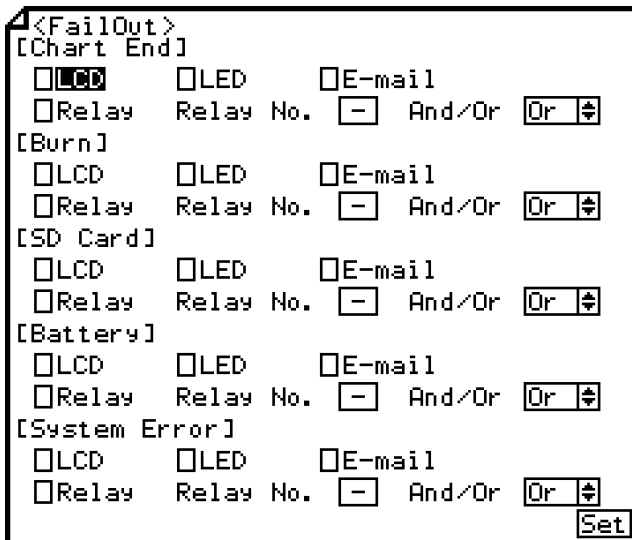 <FailOut>
[Chart End]
LCD LED E-mail
Relay Relay No. - And/Or Or
[Burn]
LCD LED E-mail
Relay Relay No. - And/Or Or
[SD Card]
LCD LED E-mail
Relay Relay No. - And/Or Or
[Battery]
LCD LED E-mail
Relay Relay No. - And/Or Or
[System Error]
LCD LED E-mail
Relay Relay No. - And/Or Or
Set